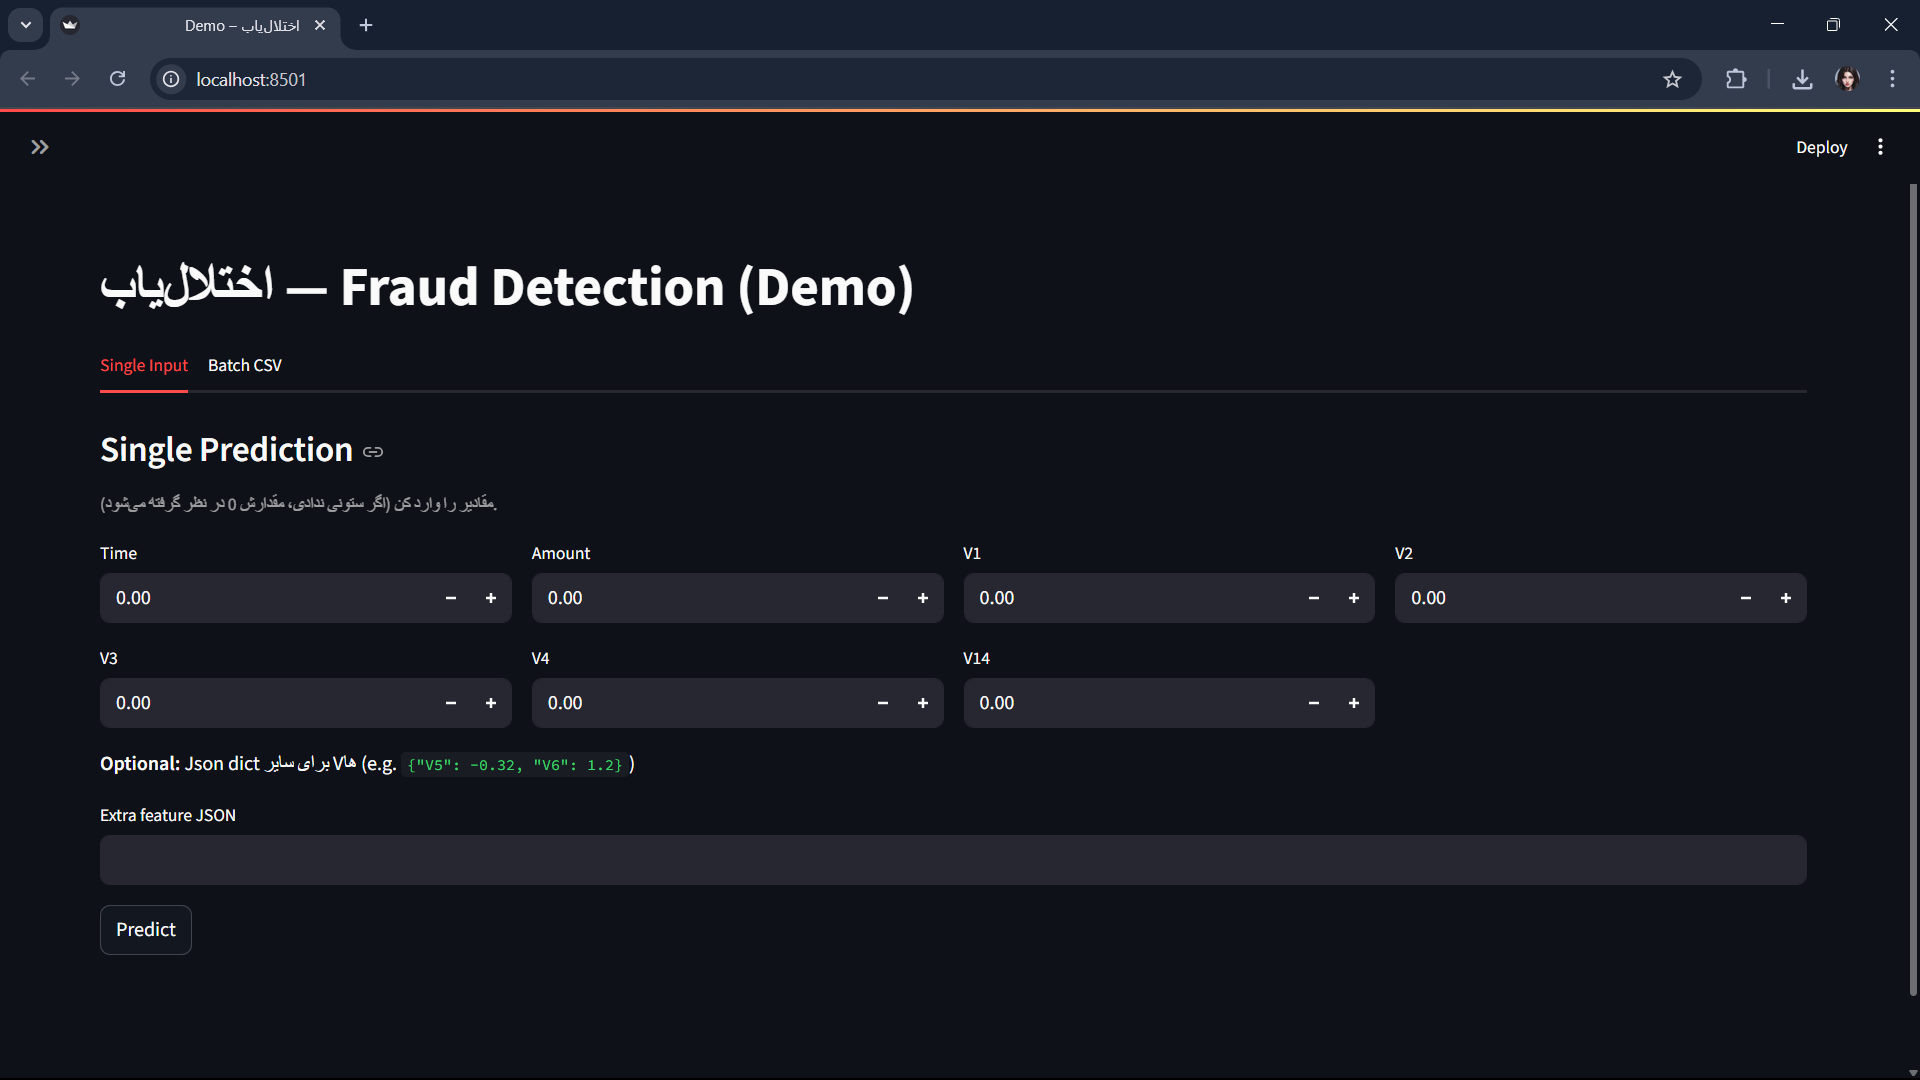 اختلال‌یاب – Demo
localhost:8501
Deploy
اختلال‌یاب — Fraud Detection (Demo)
Single Input
Batch CSV
Single Prediction
مقادیر را وارد کن (اگر ستونی ندادی، مقدارش 0 در نظر گرفته می‌شود).
Time
Amount
V1
V2
0.00
0.00
0.00
0.00
V3
V4
V14
0.00
0.00
0.00
Optional: Json dict برای سایر Vها (e.g. {"V5": -0.32, "V6": 1.2} )
Extra feature JSON
Predict